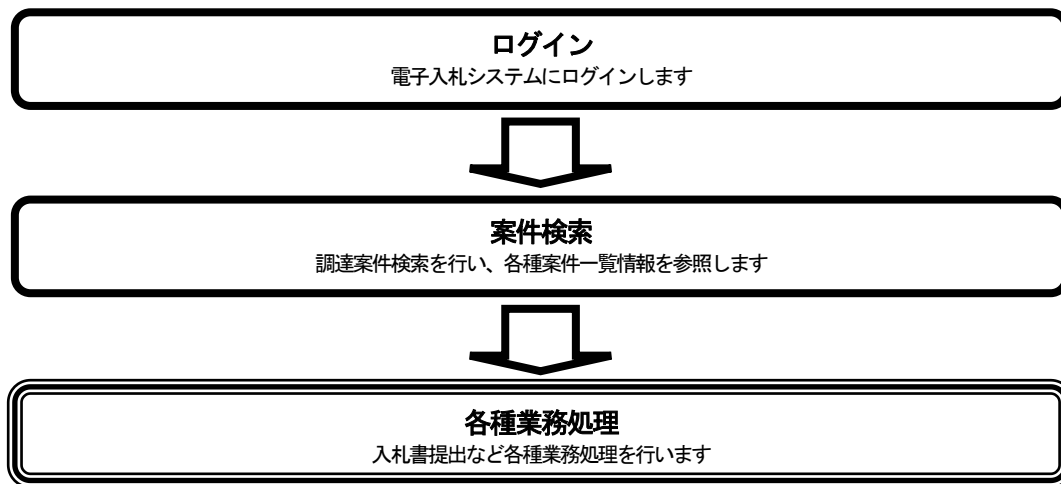 ログイン
電子入札システムにログインします
案件検索
調達案件検索を行い、各種案件一覧情報を参照します
各種業務処理
入札書提出など各種業務処理を行います